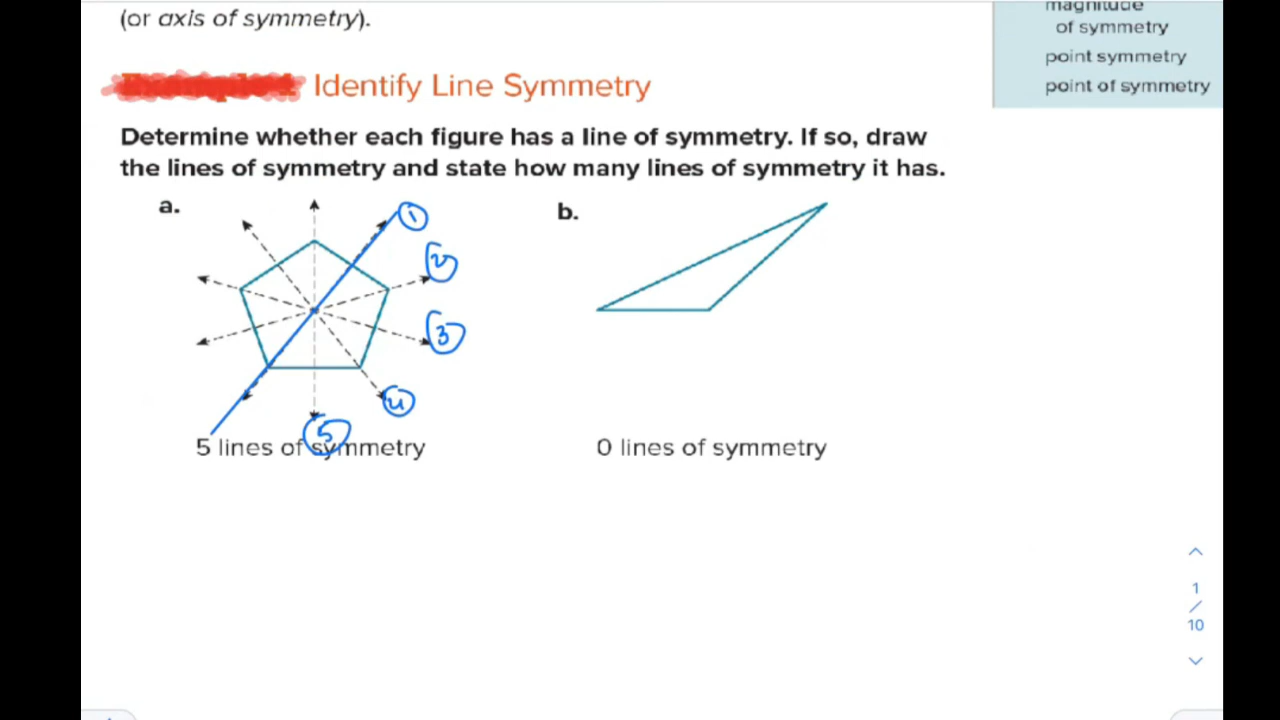 (or axis of symmetry).
magnitude
of symmetry
point symmetry
point of symmetry
Identify Line Symmetry
Determine whether each figure has a line of symmetry. If so, draw
the lines of symmetry and state how many lines of symmetry it has.
a.
1
2
3
4
5
5 lines of symmetry
b.
0 lines of symmetry
1
/
10